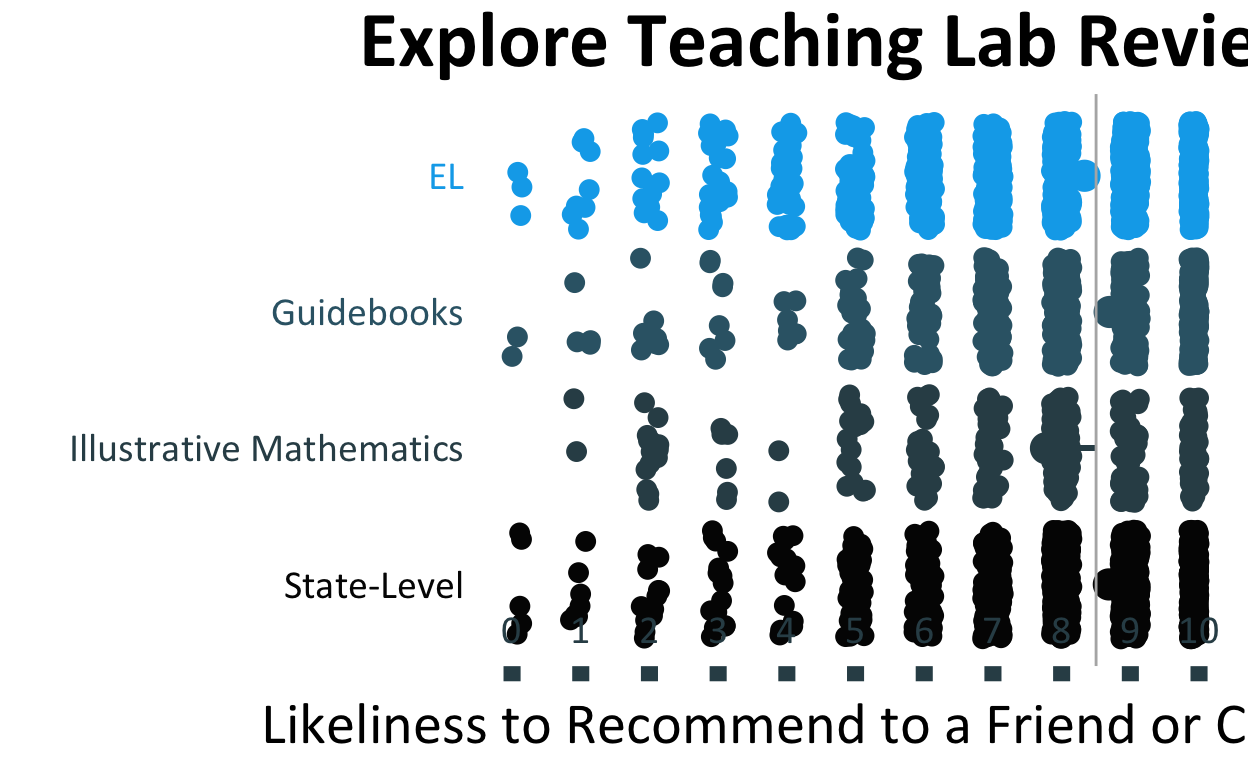 Explore Teaching Lab Revie
EL
Guidebooks
Illustrative Mathematics
State-Level
0 1 2 3 4 5 6 7 8 9 10
Likeliness to Recommend to a Friend or C